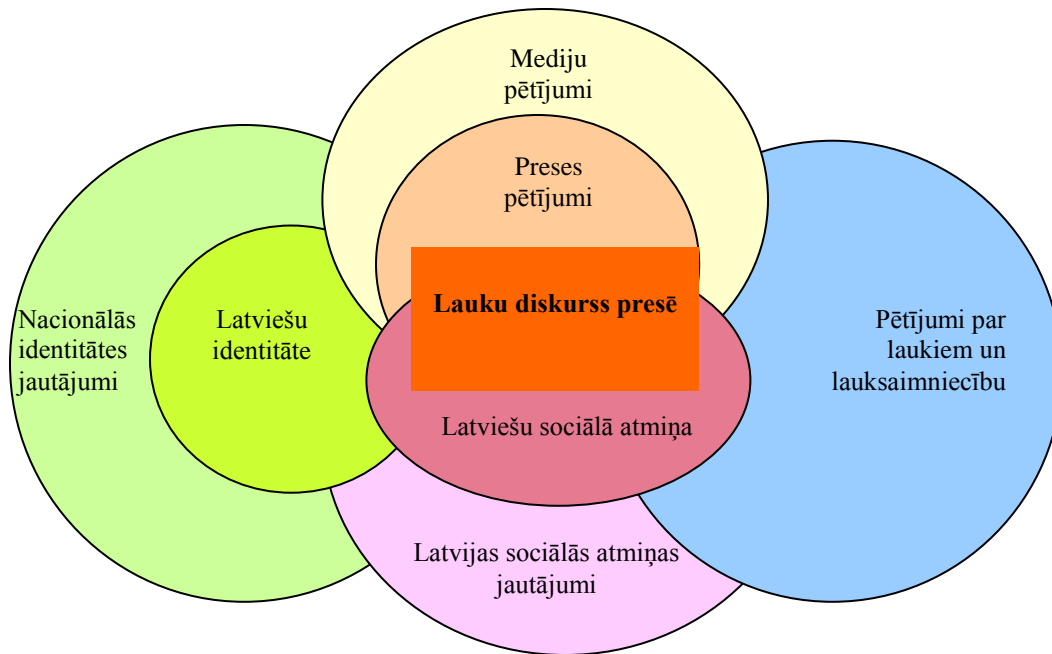 Mediju
pētījumi
Preses
pētījumi
Lauku diskurss presē
Nacionālās
identitātes
jautājumi
Latviešu
identitāte
Pētījumi par
laukiem un
lauksaimniecību
Latviešu sociālā atmiņa
Latvijas sociālās atmiņas
jautājumi